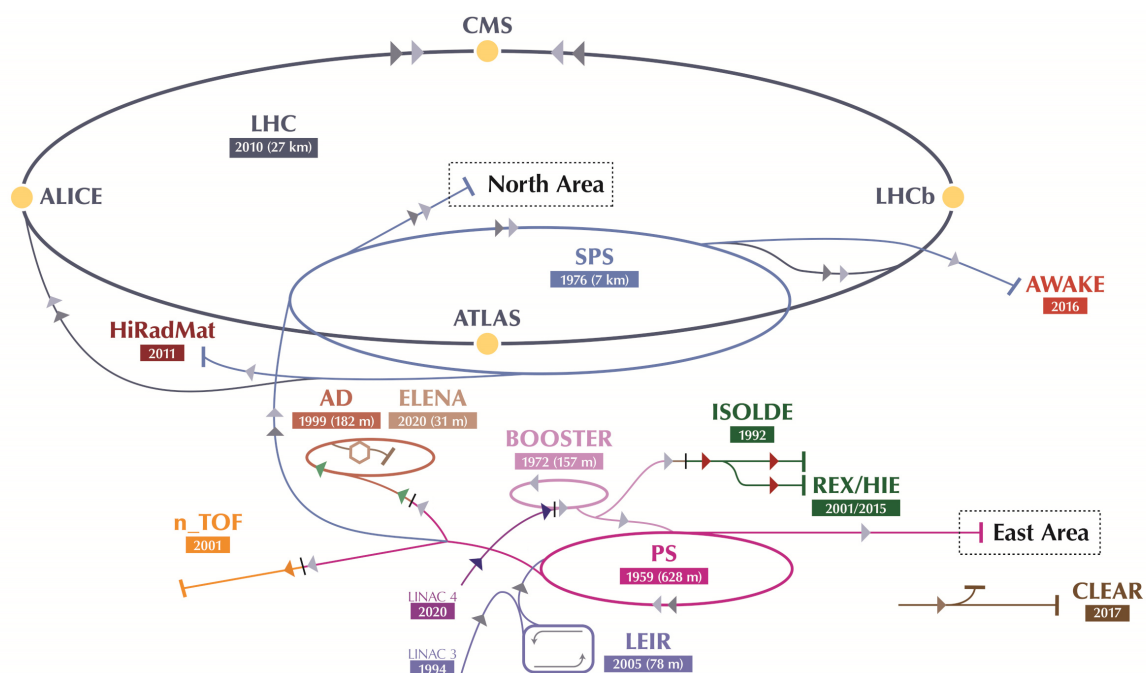 CMS
LHC
2010 (27 km)
North Area
ALICE
LHCb
SPS
1976 (7 km)
AWAKE
2016
ATLAS
HiRadMat
2011
AD
1999 (182 m)
ELENA
2020 (31 m)
ISOLDE
1992
BOOSTER
1972 (157 m)
REX/HIE
2001/2015
n_TOF
2001
East Area
PS
1959 (628 m)
LINAC 4
2020
CLEAR
2017
LEIR
2005 (78 m)
LINAC 3
1994